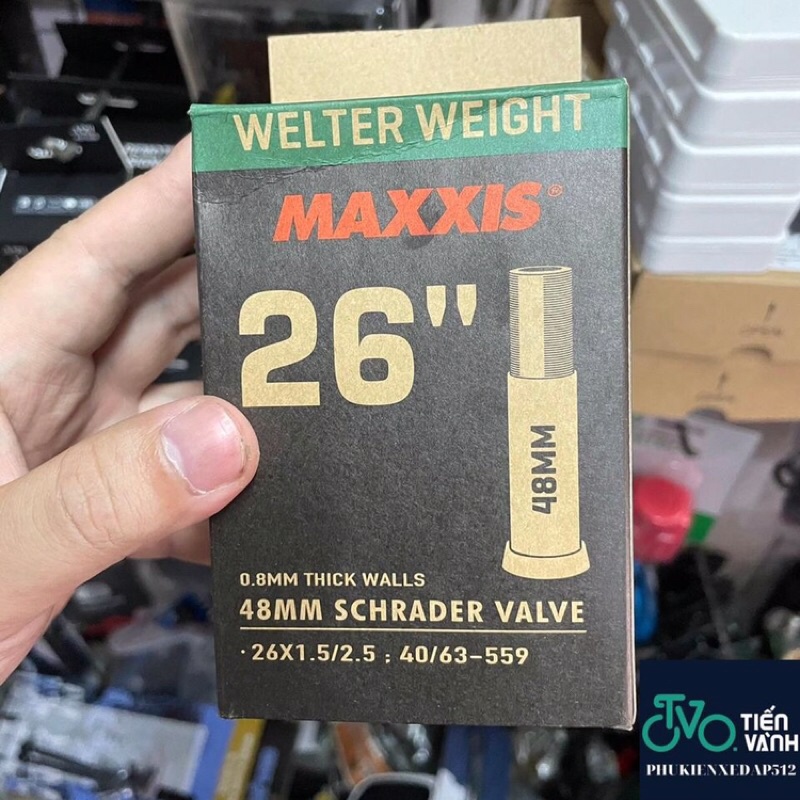 WELTER WEIGHT
MAXXIS®
26"
48MM
0.8MM THICK WALLS
48MM SCHRADER VALVE
·26X1.5/2.5 ; 40/63-559
TVO. TIẾN VÀNH
PHUKIENXEDAP512